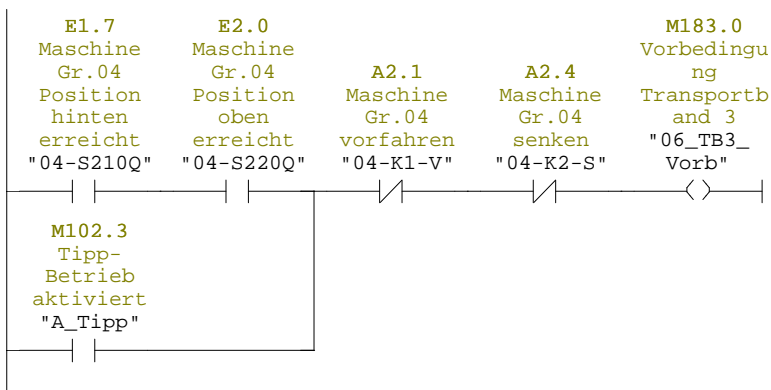 E1.7
Maschine
Gr.04
Position
hinten
erreicht
"04-S210Q"
E2.0
Maschine
Gr.04
Position
oben
erreicht
"04-S220Q"
A2.1
Maschine
Gr.04
vorfahren
"04-K1-V"
A2.4
Maschine
Gr.04
senken
"04-K2-S"
M183.0
Vorbedingu
ng
Transportb
and 3
"06_TB3_
Vorb"
M102.3
Tipp-
Betrieb
aktiviert
"A_Tipp"